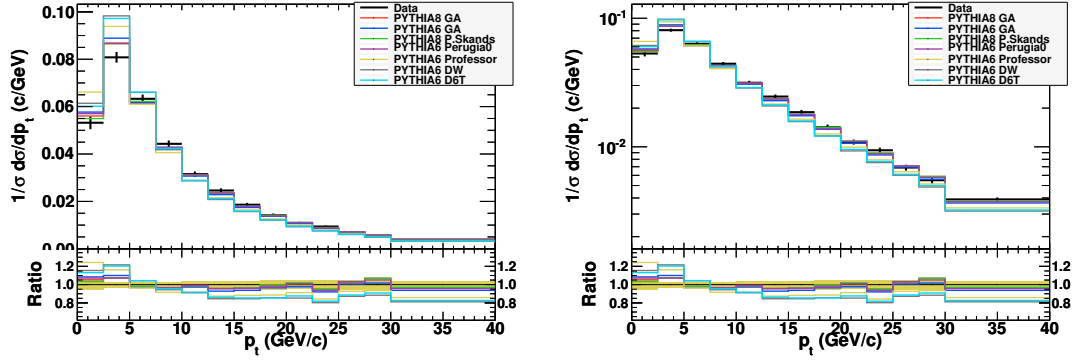 1/σ dσ/dpt (c/GeV)
0.10
0.08
0.06
0.04
0.02
0.00
Data
PYTHIA8 GA
PYTHIA6 GA
PYTHIA8 P.Skands
PYTHIA6 Perugia0
PYTHIA6 Professor
PYTHIA6 DW
PYTHIA6 D6T
Ratio
1.2
1.0
0.8
1.2
1.0
0.8
0 5 10 15 20 25 30 35 40
pt (GeV/c)
1/σ dσ/dpt (c/GeV)
10-1
10-2
Data
PYTHIA8 GA
PYTHIA6 GA
PYTHIA8 P.Skands
PYTHIA6 Perugia0
PYTHIA6 Professor
PYTHIA6 DW
PYTHIA6 D6T
Ratio
1.2
1.0
0.8
1.2
1.0
0.8
0 5 10 15 20 25 30 35 40
pt (GeV/c)